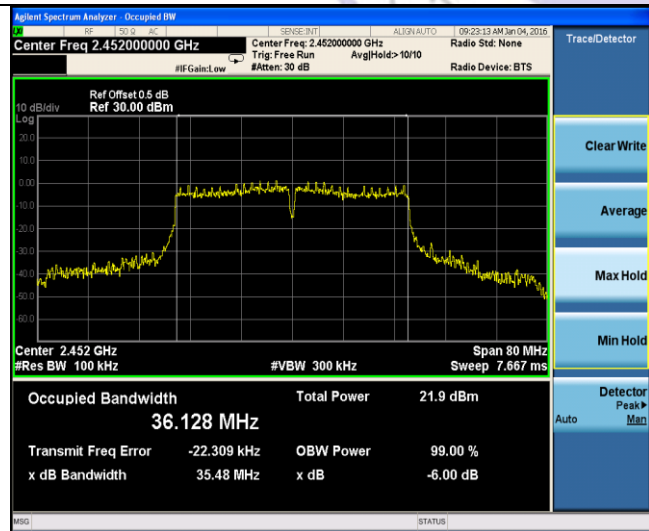 Agilent Spectrum Analyzer - Occupied BW
RF 50 Ω AC SENSE:INT ALIGN AUTO 09:23:13 AM Jan 04, 2016
Center Freq 2.452000000 GHz
Center Freq: 2.452000000 GHz
Radio Std: None
Trig: Free Run Avg|Hold:> 10/10
#IFGain:Low
#Atten: 30 dB
Radio Device: BTS
Trace/Detector
Ref Offset 0.5 dB
10 dB/div Ref 30.00 dBm
Log
20.0
10.0
0.00
-10.0
-20.0
-30.0
-40.0
-50.0
-60.0
Center 2.452 GHz
Span 80 MHz
#Res BW 100 kHz
#VBW 300 kHz
Sweep 7.667 ms
Occupied Bandwidth
Total Power 21.9 dBm
36.128 MHz
Transmit Freq Error -22.309 kHz
OBW Power 99.00 %
x dB Bandwidth 35.48 MHz
x dB -6.00 dB
Clear Write
Average
Max Hold
Min Hold
Detector
Peak▶
Auto Man
MSG
STATUS